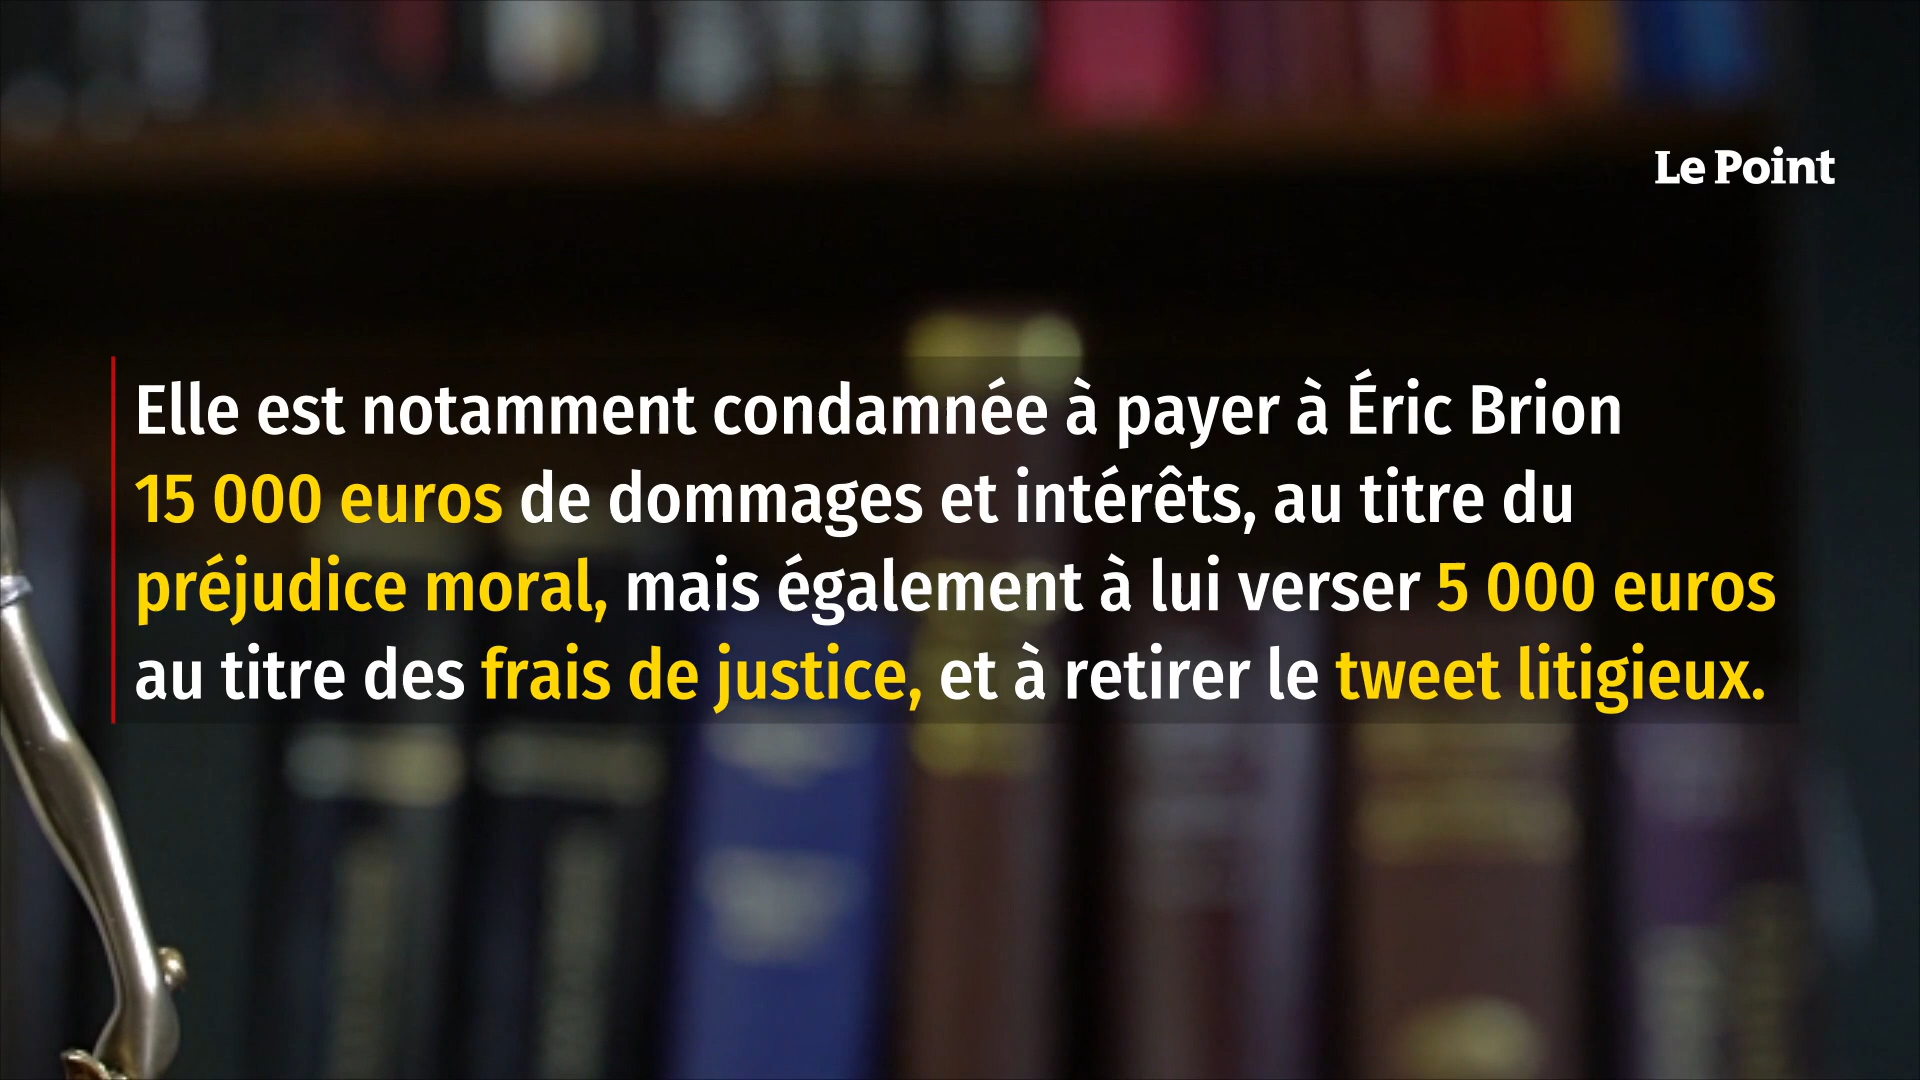 Le Point
Elle est notamment condamnée à payer à Éric Brion
15 000 euros de dommages et intérêts, au titre du
préjudice moral, mais également à lui verser 5 000 euros
au titre des frais de justice, et à retirer le tweet litigieux.